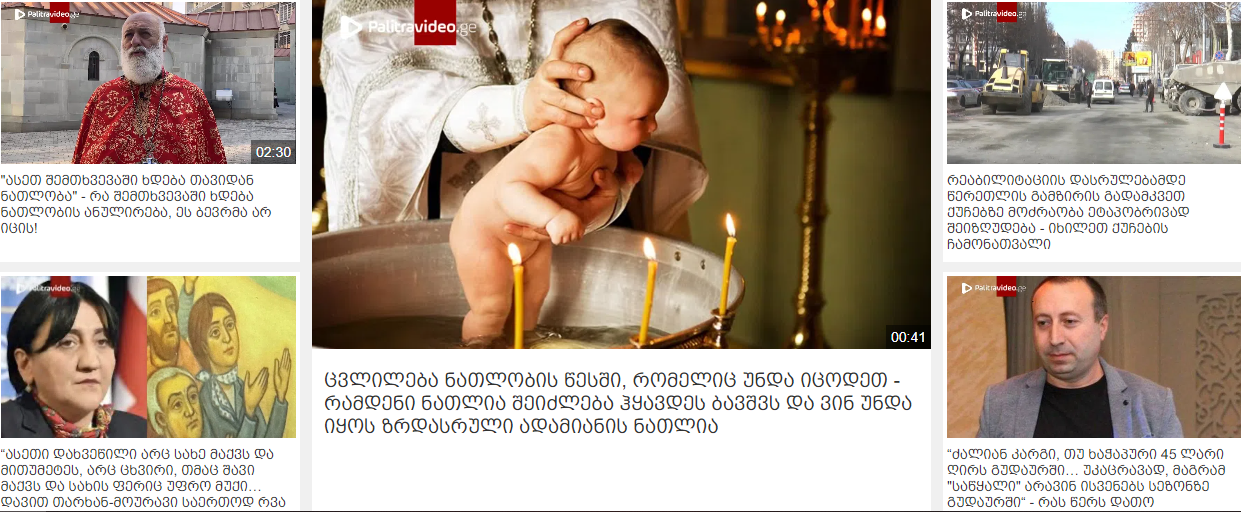 Palitravideo.ge
02:30
"ასეთ შემთხვევაში ხდება თავიდან
ნათლობა" - რა შემთხვევაში ხდება
ნათლობის ანულირება, ეს ბევრმა არ
იცის!
Palitravideo.ge
“ასეთი დახვეწილი არც სახე მაქვს და
მითუმეტეს, არც ცხვირი, თმაც შავი
მაქვს და სახის ფერიც უფრო მუქი...
დავით თარხან-მოურავი საერთოდ რვა
Palitravideo.ge
00:41
ცვლილება ნათლობის წესში, რომელიც უნდა იცოდეთ -
რამდენი ნათლია შეიძლება ჰყავდეს ბავშვს და ვინ უნდა
იყოს ზრდასრული ადამიანის ნათლია
Palitravideo.ge
რეაბილიტაციის დასრულებამდე
წერეთლის გამზირის გადამკვეთ
ქუჩებზე მოძრაობა ეტაპობრივად
შეიზღუდება - იხილეთ ქუჩების
ჩამონათვალი
Palitravideo.ge
“ძალიან კარგი, თუ ხაჭაპური 45 ლარი
ღირს გუდაურში... უკაცრავად, მაგრამ
"საწყალი" არავინ ისვენებს სეზონზე
გუდაურში“ - რას წერს დათო